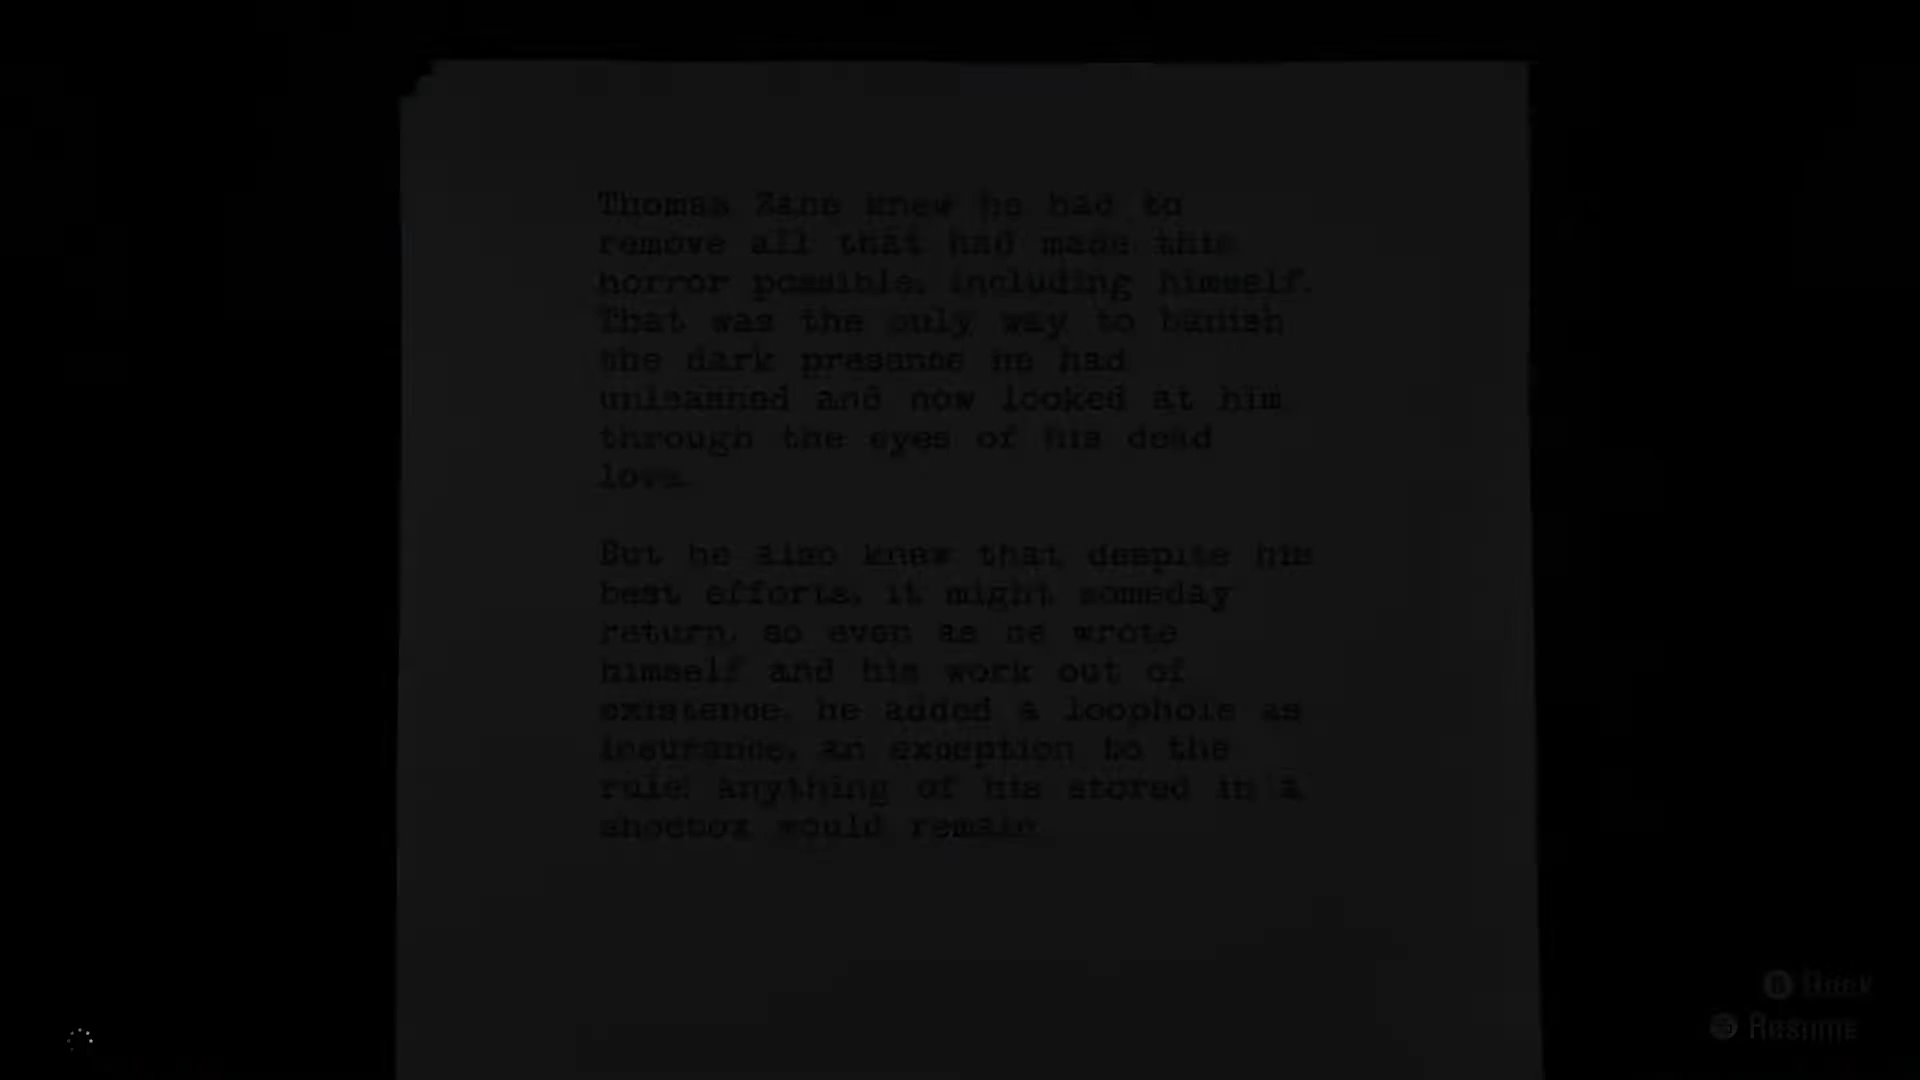 Thomas Zane knew he had to
remove all that had made this
horror possible, including himself.
That was the only way to banish
the dark presence he had
unleashed and now looked at him
through the eyes of his dead
love.
But he also knew that despite his
best efforts, it might someday
return, so even as he wrote
himself and his work out of
existence, he added a loophole as
insurance, an exception to the
rule: anything of his stored in a
shoebox would remain.
Back
Resume